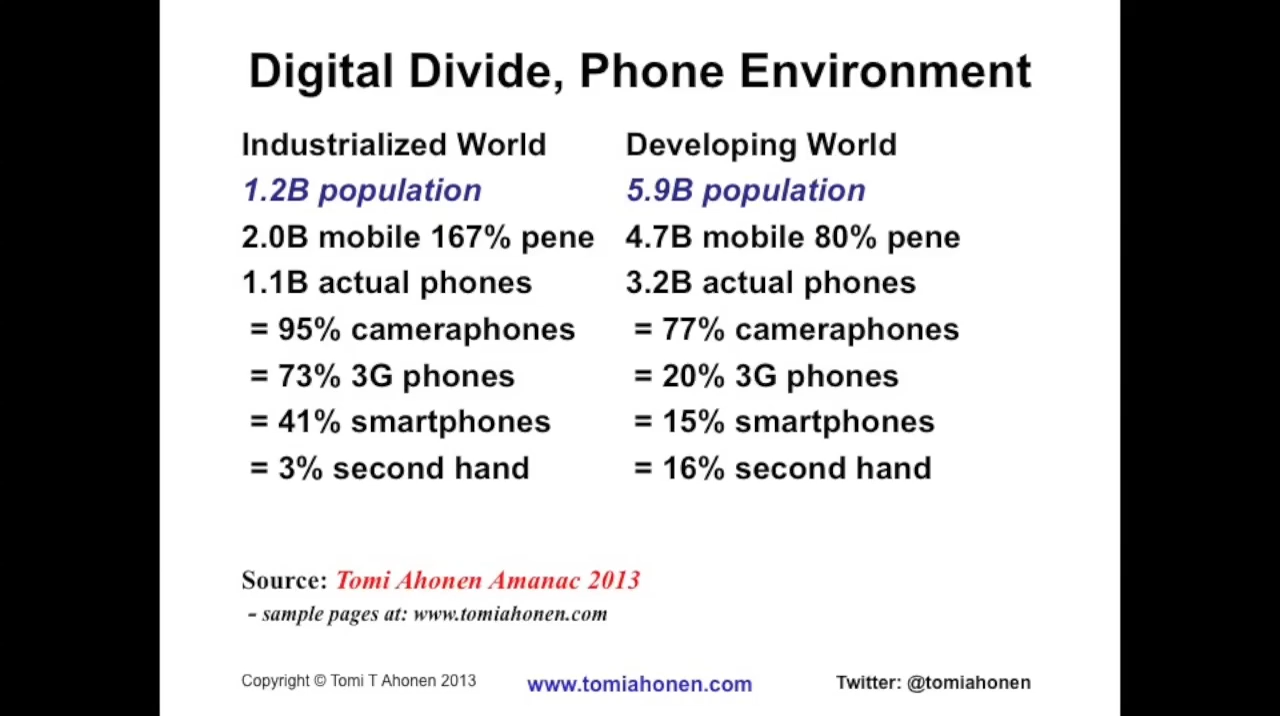 Digital Divide, Phone Environment
Industrialized World
1.2B population
2.0B mobile 167% pene
1.1B actual phones
= 95% cameraphones
= 73% 3G phones
= 41% smartphones
= 3% second hand
Developing World
5.9B population
4.7B mobile 80% pene
3.2B actual phones
= 77% cameraphones
= 20% 3G phones
= 15% smartphones
= 16% second hand
Source: Tomi Ahonen Amanac 2013
- sample pages at: www.tomiahonen.com
Copyright © Tomi T Ahonen 2013
www.tomiahonen.com
Twitter: @tomiahonen